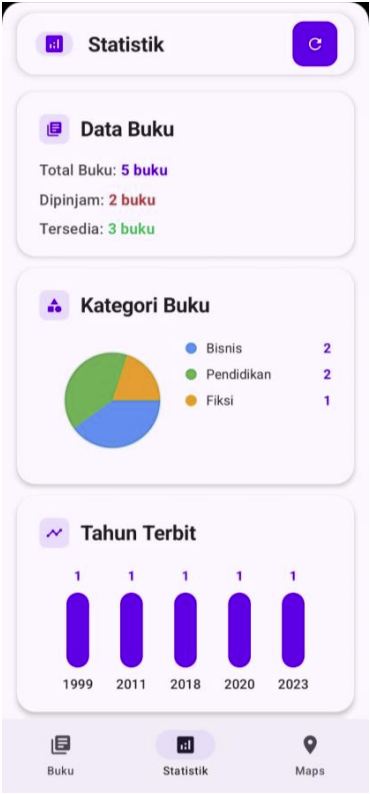 Statistik
Data Buku
Total Buku: 5 buku
Dipinjam: 2 buku
Tersedia: 3 buku
Kategori Buku
Bisnis 2
Pendidikan 2
Fiksi 1
Tahun Terbit
1 1 1 1 1
1999 2011 2018 2020 2023
Buku Statistik Maps